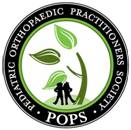 PEDIATRIC ORTHOPAEDIC PRACTITIONERS SOCIETY
• POPS •